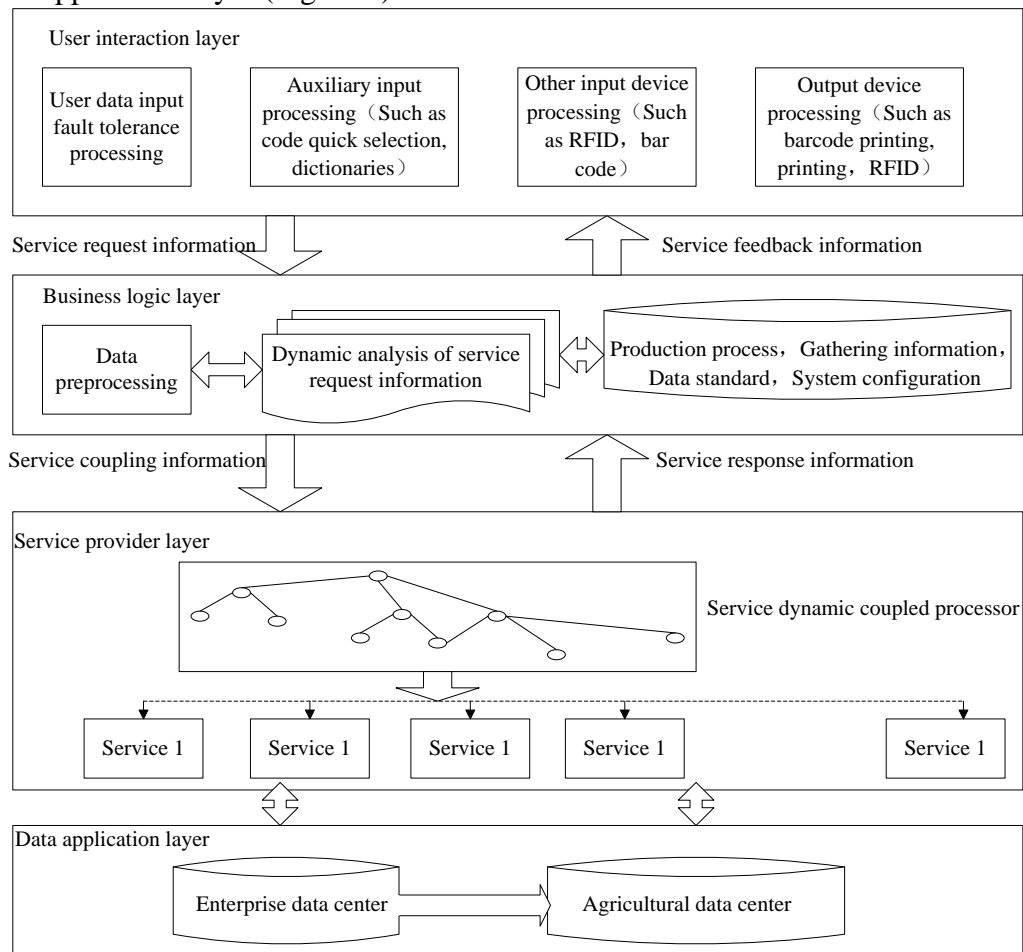 User interaction layer
User data input
fault tolerance
processing
Auxiliary input
processing（Such as
code quick selection,
dictionaries）
Other input device
processing（Such
as RFID，bar
code）
Output device
processing（Such as
barcode printing,
printing，RFID）
Service request information
Service feedback information
Business logic layer
Data
preprocessing
Dynamic analysis of service
request information
Production process，Gathering information，
Data standard，System configuration
Service coupling information
Service response information
Service provider layer
Service dynamic coupled processor
Service 1
Service 1
Service 1
Service 1
Service 1
Data application layer
Enterprise data center
Agricultural data center